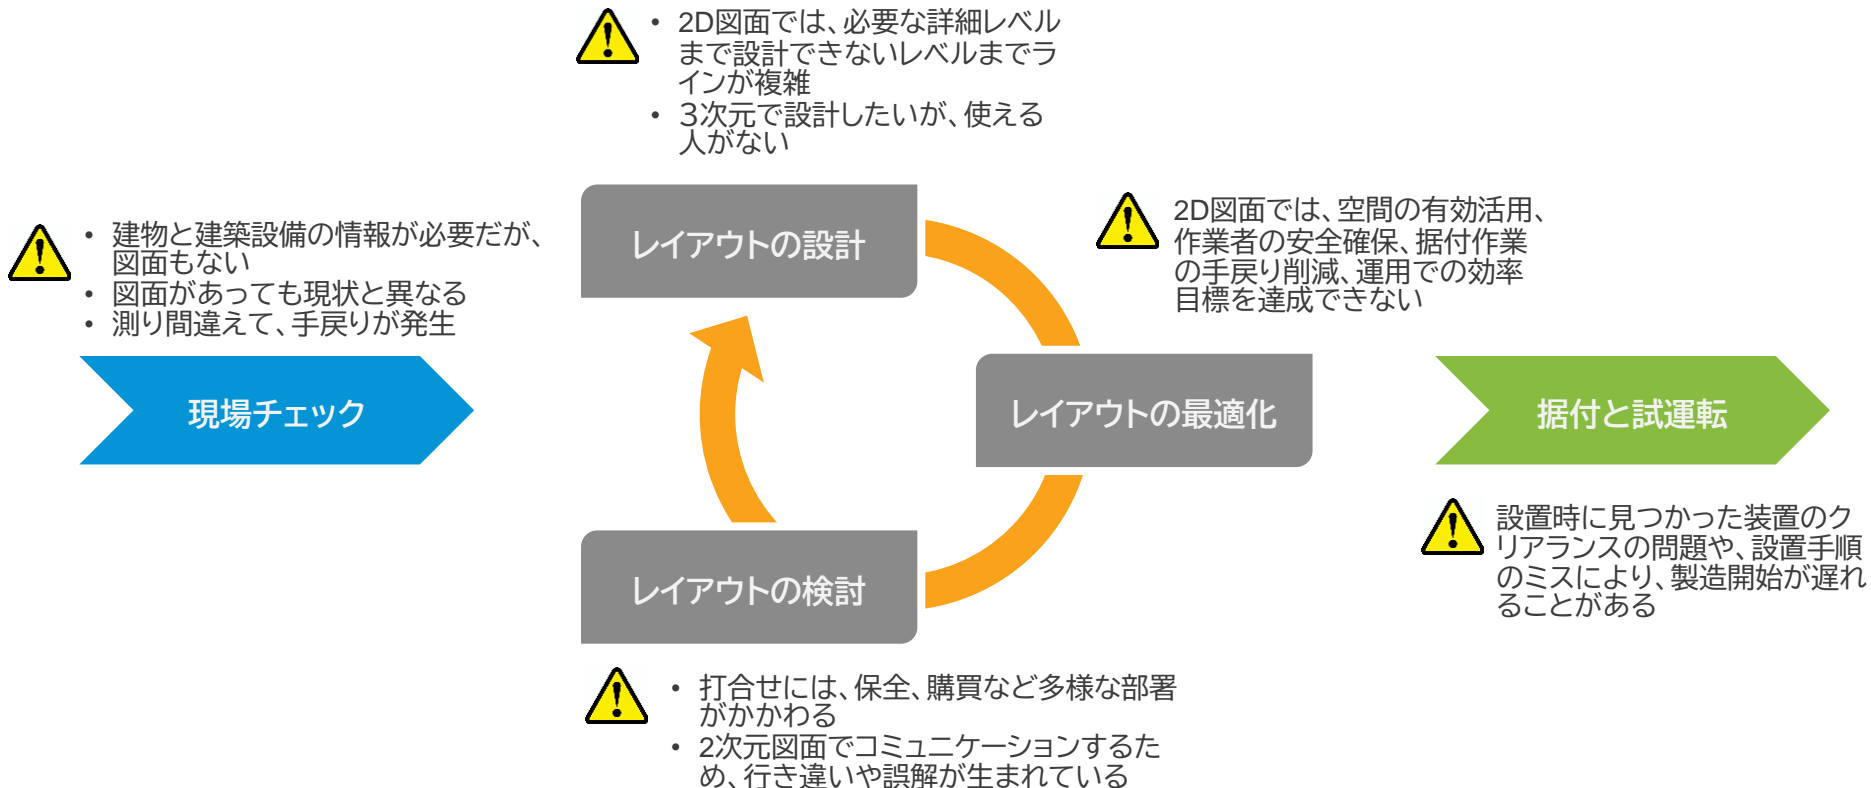 • 2D図面では、必要な詳細レベル
まで設計できないレベルまでラ
インが複雑
• ３次元で設計したいが、使える
人がない
• 建物と建築設備の情報が必要だが、
図面もない
• 図面があっても現状と異なる
• 測り間違えて、手戻りが発生
レイアウトの設計
2D図面では、空間の有効活用、
作業者の安全確保、据付作業
の手戻り削減、運用での効率
目標を達成できない
現場チェック
レイアウトの最適化
据付と試運転
レイアウトの検討
設置時に見つかった装置のク
リアランスの問題や、設置手順
のミスにより、製造開始が遅れ
ることがある
• 打合せには、保全、購買など多様な部署
がかかわる
• 2次元図面でコミュニケーションするた
め、行き違いや誤解が生まれている